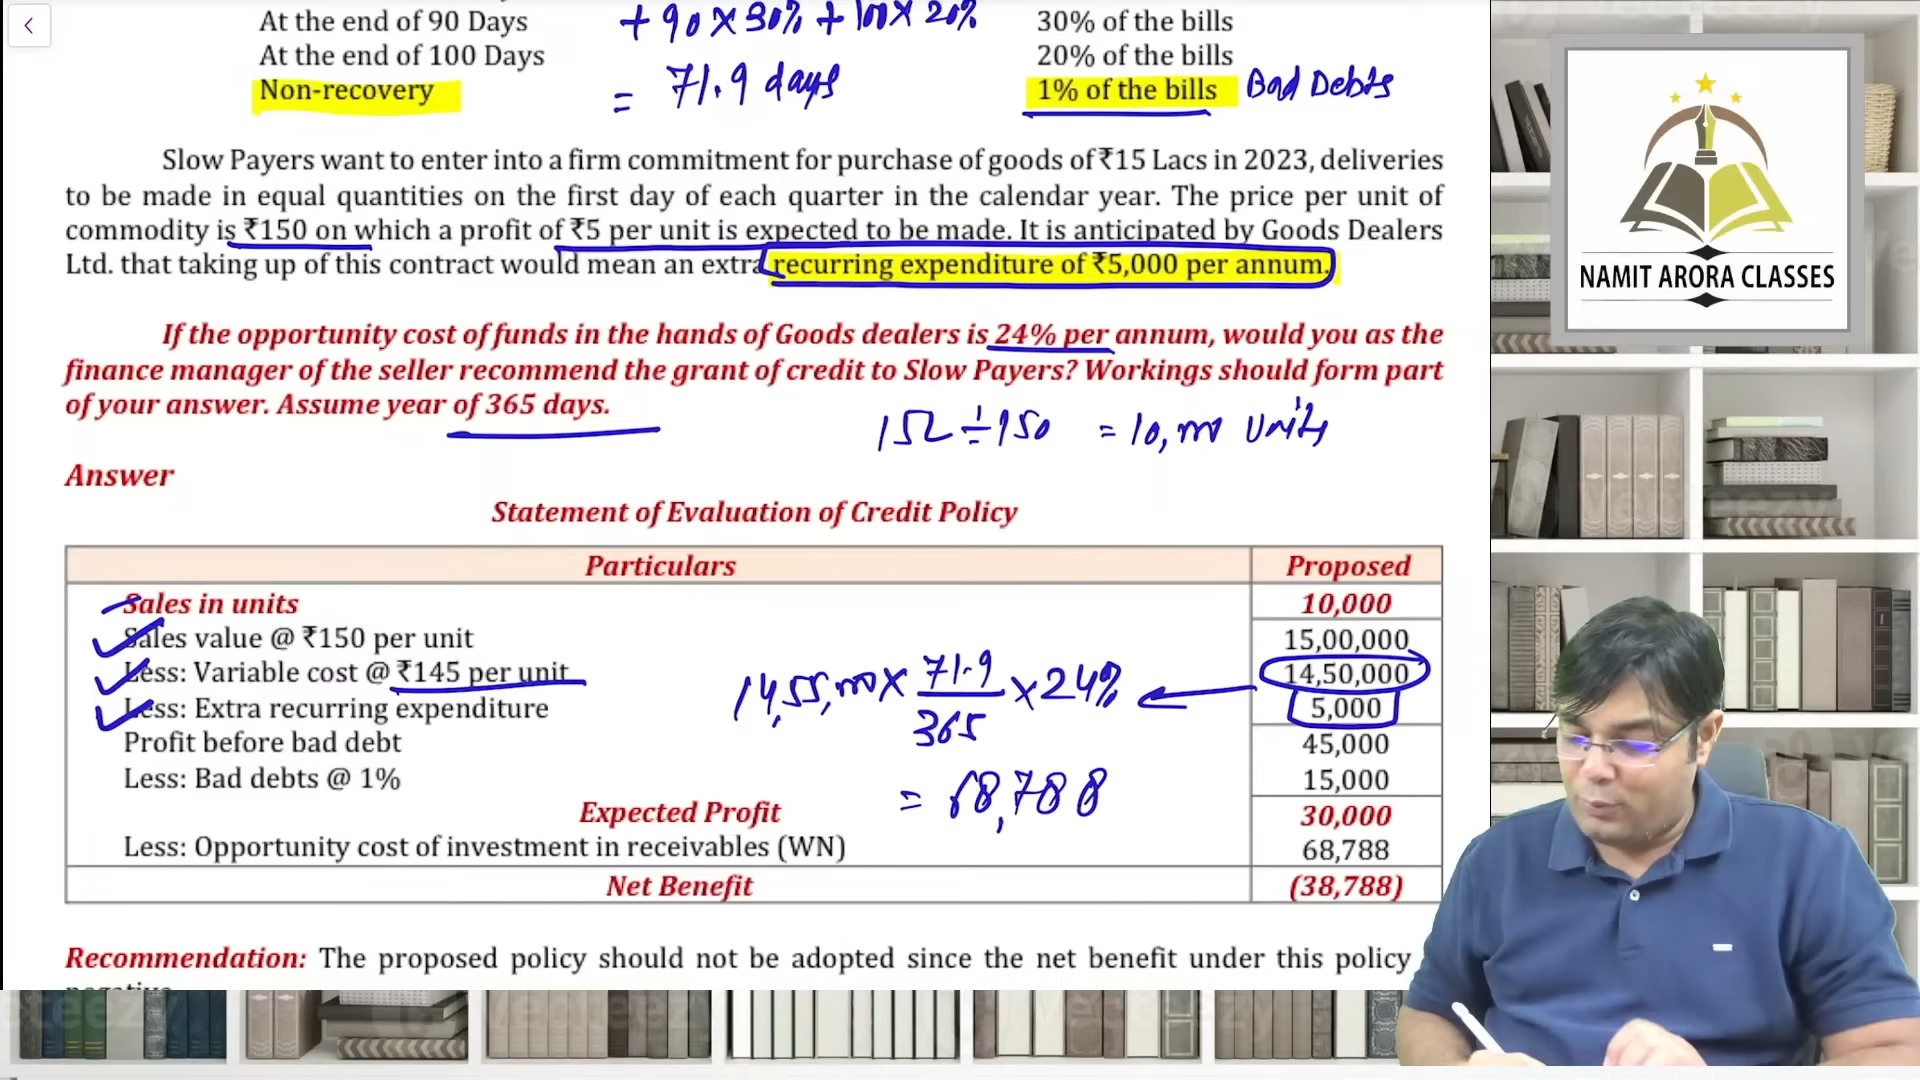 At the end of 90 Days + 90 × 30% + 100 × 20% 30% of the bills
At the end of 100 Days 20% of the bills
Non-recovery = 71.9 days 1% of the bills Bad Debts
Slow Payers want to enter into a firm commitment for purchase of goods of ₹15 Lacs in 2023, deliveries
to be made in equal quantities on the first day of each quarter in the calendar year. The price per unit of
commodity is ₹150 on which a profit of ₹5 per unit is expected to be made. It is anticipated by Goods Dealers
Ltd. that taking up of this contract would mean an extra recurring expenditure of ₹5,000 per annum.
If the opportunity cost of funds in the hands of Goods dealers is 24% per annum, would you as the
finance manager of the seller recommend the grant of credit to Slow Payers? Workings should form part
of your answer. Assume year of 365 days.
15L ÷ 150 = 10,000 units
Answer
Statement of Evaluation of Credit Policy
Particulars Proposed
Sales in units 10,000
Sales value @ ₹150 per unit 15,00,000
Less: Variable cost @ ₹145 per unit 14,50,000
14,55,000 × 71.9/365 × 24%
Less: Extra recurring expenditure 5,000
Profit before bad debt 45,000
Less: Bad debts @ 1% 15,000
= 68,788
Expected Profit 30,000
Less: Opportunity cost of investment in receivables (WN) 68,788
Net Benefit (38,788)
Recommendation: The proposed policy should not be adopted since the net benefit under this policy
NAMIT ARORA CLASSES